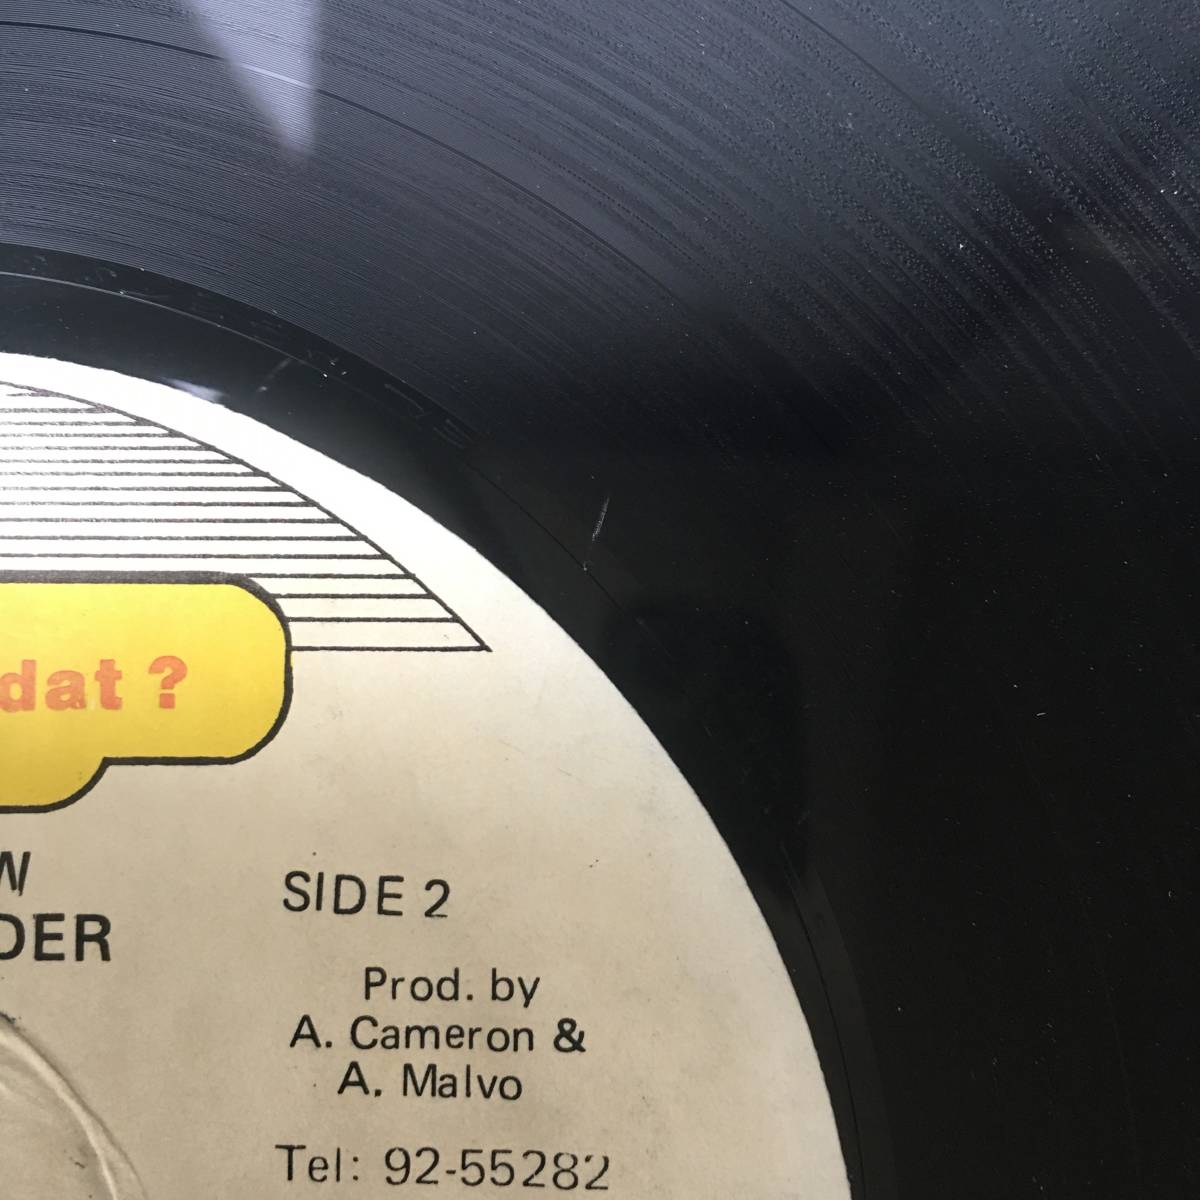 dat ?
W
DER
SIDE 2
Prod. by
A. Cameron &
A. Malvo
Tel: 92-55282